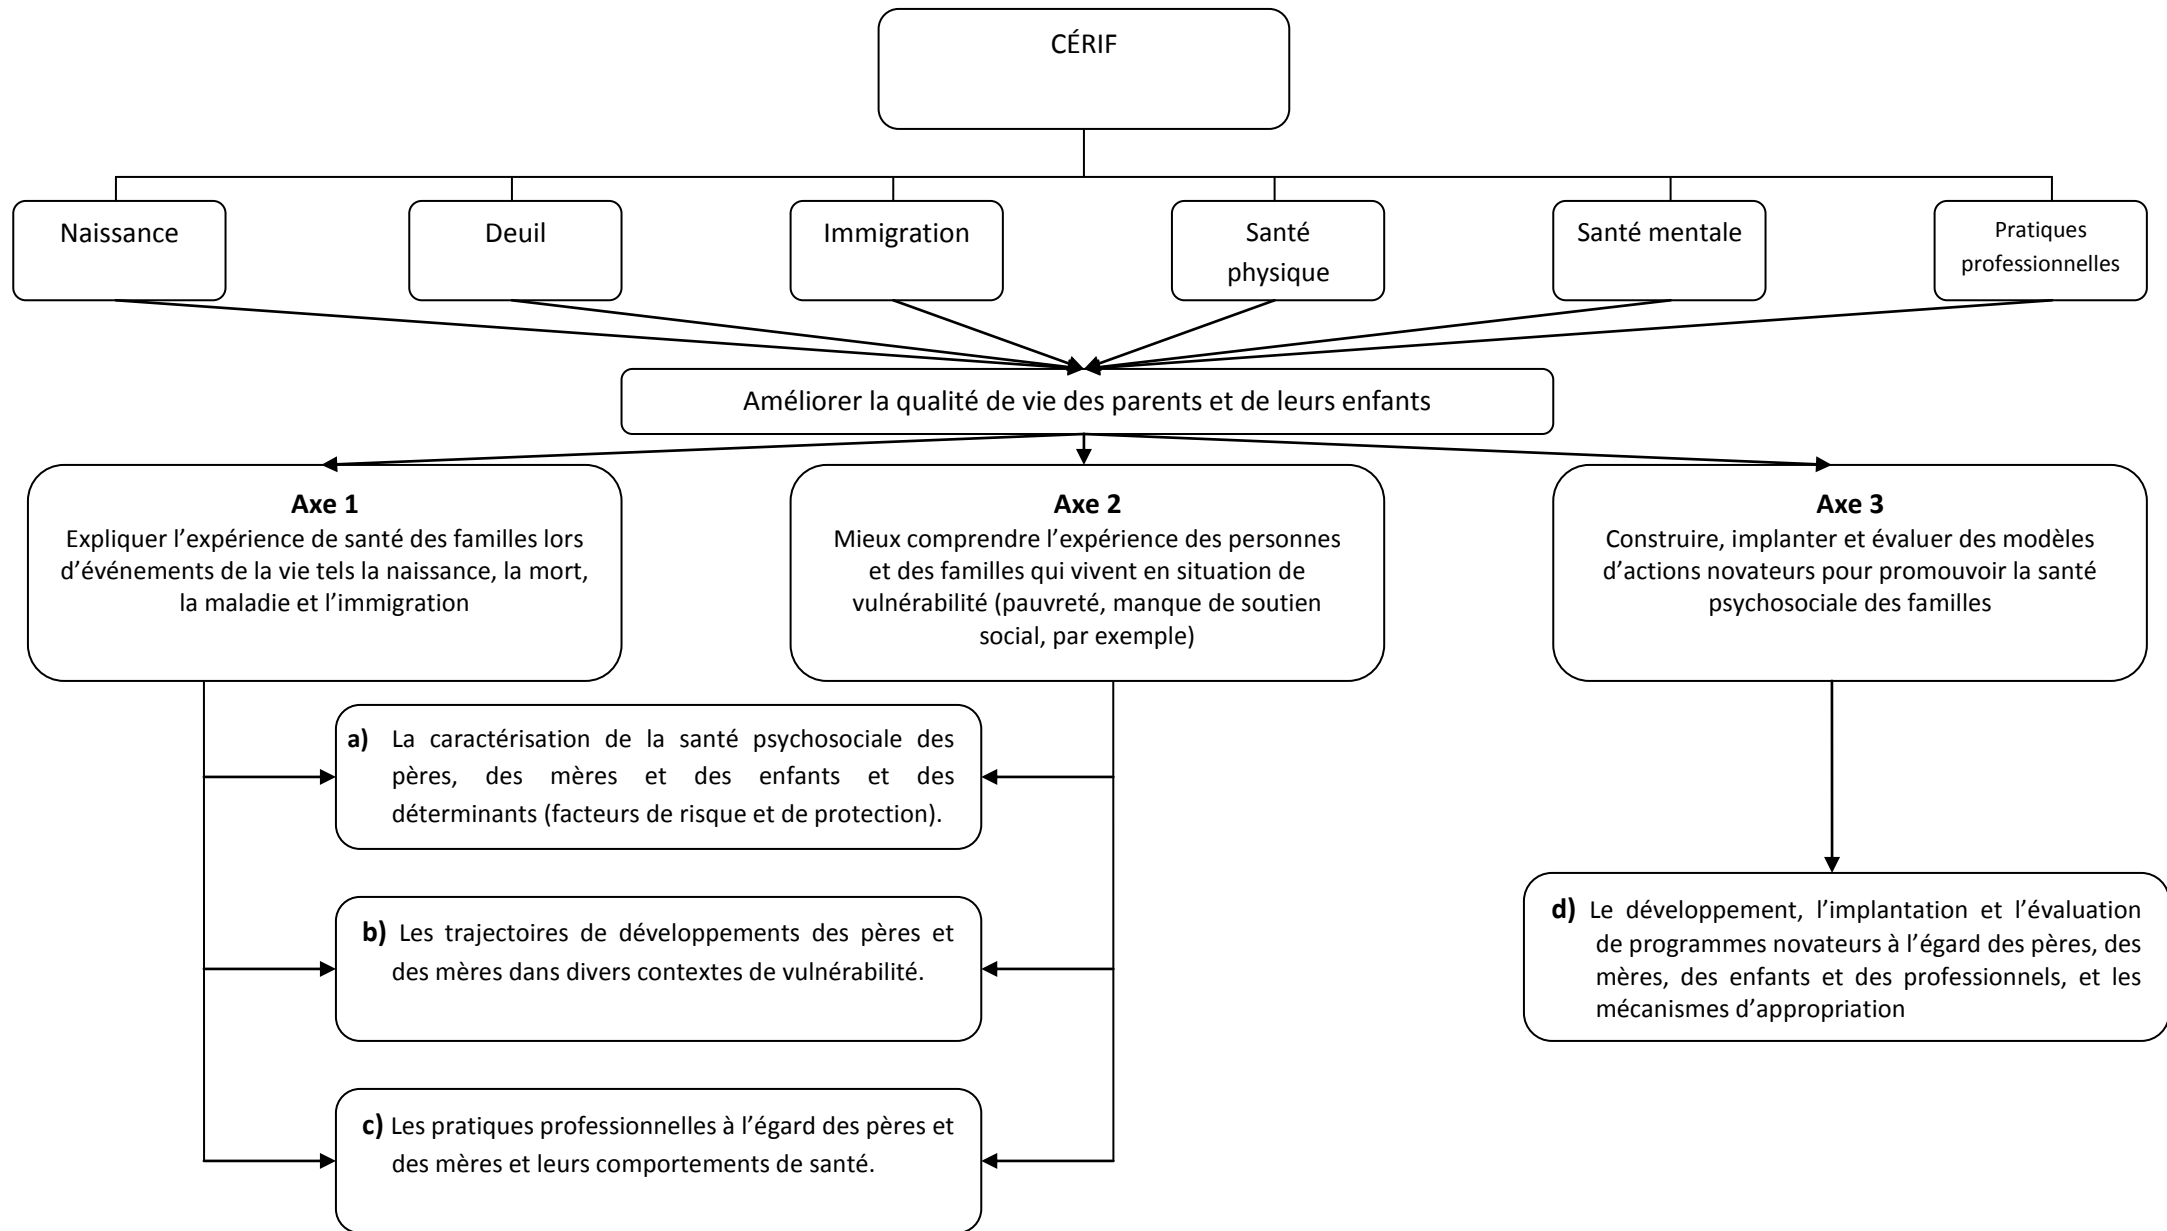 CÉRIF
Naissance
Deuil
Immigration
Santé
physique
Santé mentale
Pratiques
professionnelles
Améliorer la qualité de vie des parents et de leurs enfants
Axe 1
Expliquer l’expérience de santé des familles lors
d’événements de la vie tels la naissance, la mort,
la maladie et l’immigration
Axe 2
Mieux comprendre l’expérience des personnes
et des familles qui vivent en situation de
vulnérabilité (pauvreté, manque de soutien
social, par exemple)
Axe 3
Construire, implanter et évaluer des modèles
d’actions novateurs pour promouvoir la santé
psychosociale des familles
a) La caractérisation de la santé psychosociale des
pères, des mères et des enfants et des
déterminants (facteurs de risque et de protection).
b) Les trajectoires de développements des pères et
des mères dans divers contextes de vulnérabilité.
c) Les pratiques professionnelles à l’égard des pères et
des mères et leurs comportements de santé.
d) Le développement, l’implantation et l’évaluation
de programmes novateurs à l’égard des pères, des
mères, des enfants et des professionnels, et les
mécanismes d’appropriation